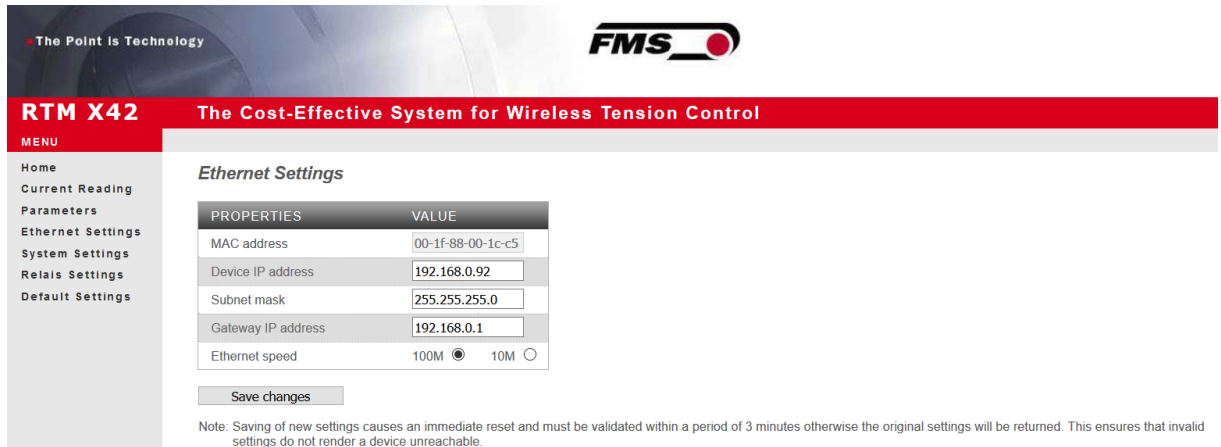 The Point is Technology
FMS
RTM X42
The Cost-Effective System for Wireless Tension Control
MENU
Home
Current Reading
Parameters
Ethernet Settings
System Settings
Relais Settings
Default Settings
Ethernet Settings
PROPERTIES VALUE
MAC address 00-1f-88-00-1c-c5
Device IP address 192.168.0.92
Subnet mask 255.255.255.0
Gateway IP address 192.168.0.1
Ethernet speed 100M 10M
Save changes
Note: Saving of new settings causes an immediate reset and must be validated within a period of 3 minutes otherwise the original settings will be returned. This ensures that invalid
settings do not render a device unreachable.